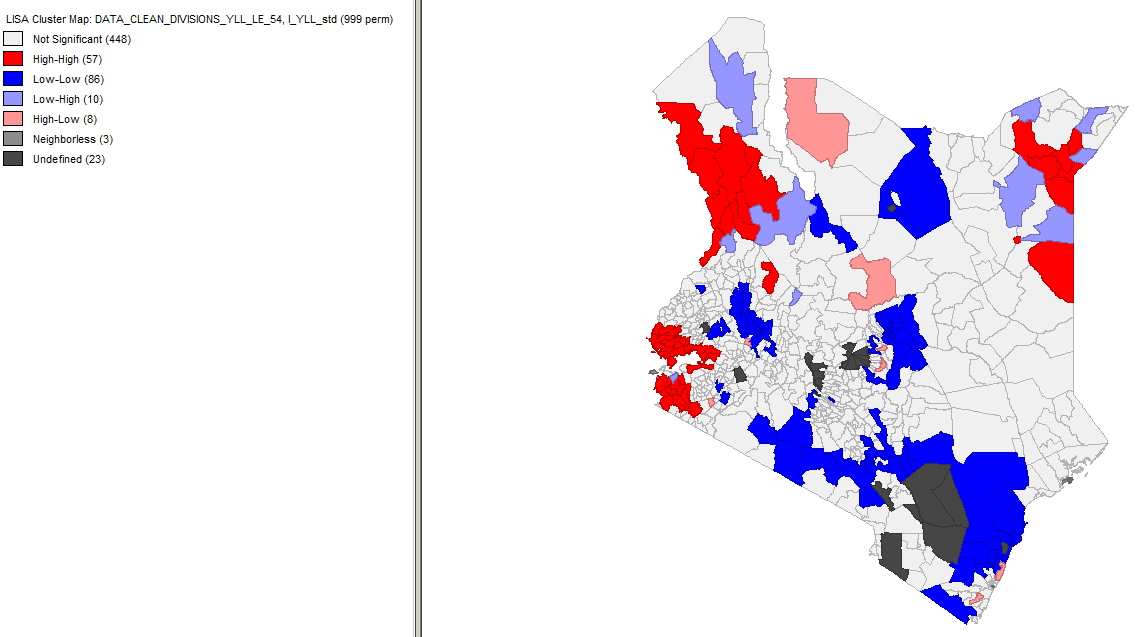 LISA Cluster Map: DATA_CLEAN_DIVISIONS_YLL_LE_54, I_YLL_std (999 perm)
Not Significant (448)
High-High (57)
Low-Low (86)
Low-High (10)
High-Low (8)
Neighborless (3)
Undefined (23)